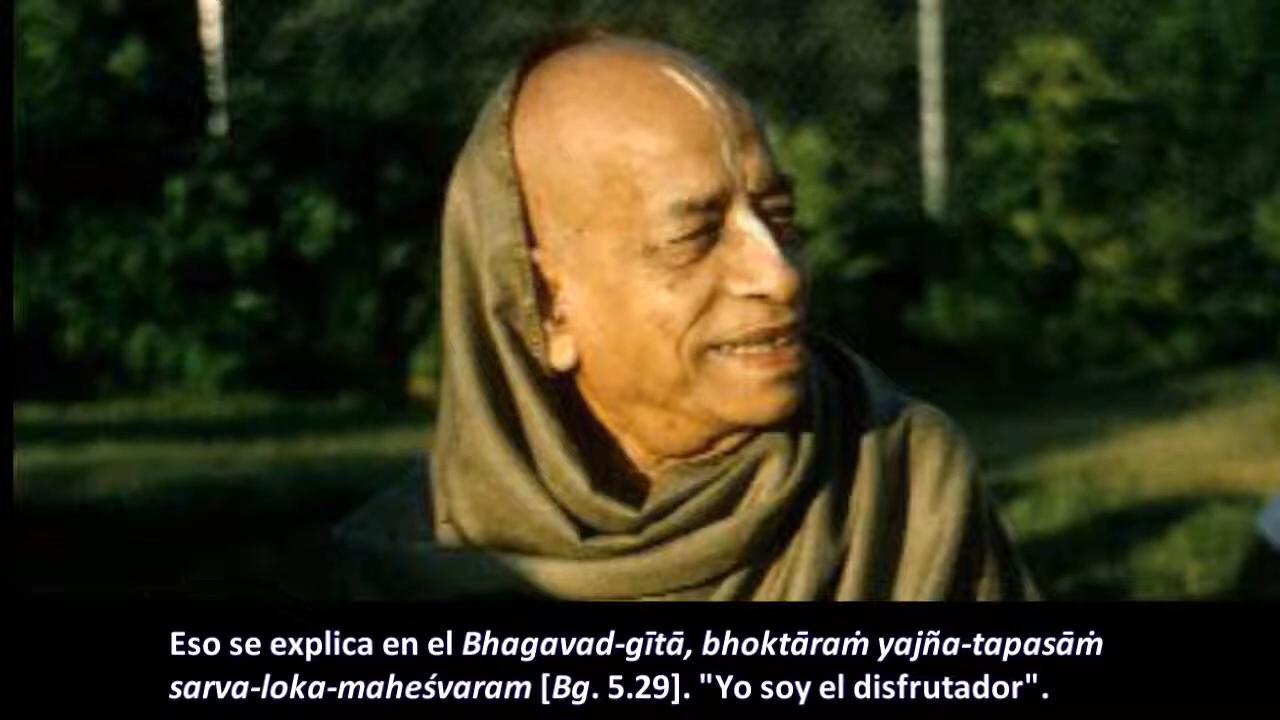 Eso se explica en el Bhagavad-gītā, bhoktāraṁ yajña-tapasāṁ
sarva-loka-maheśvaram [Bg. 5.29]. "Yo soy el disfrutador".